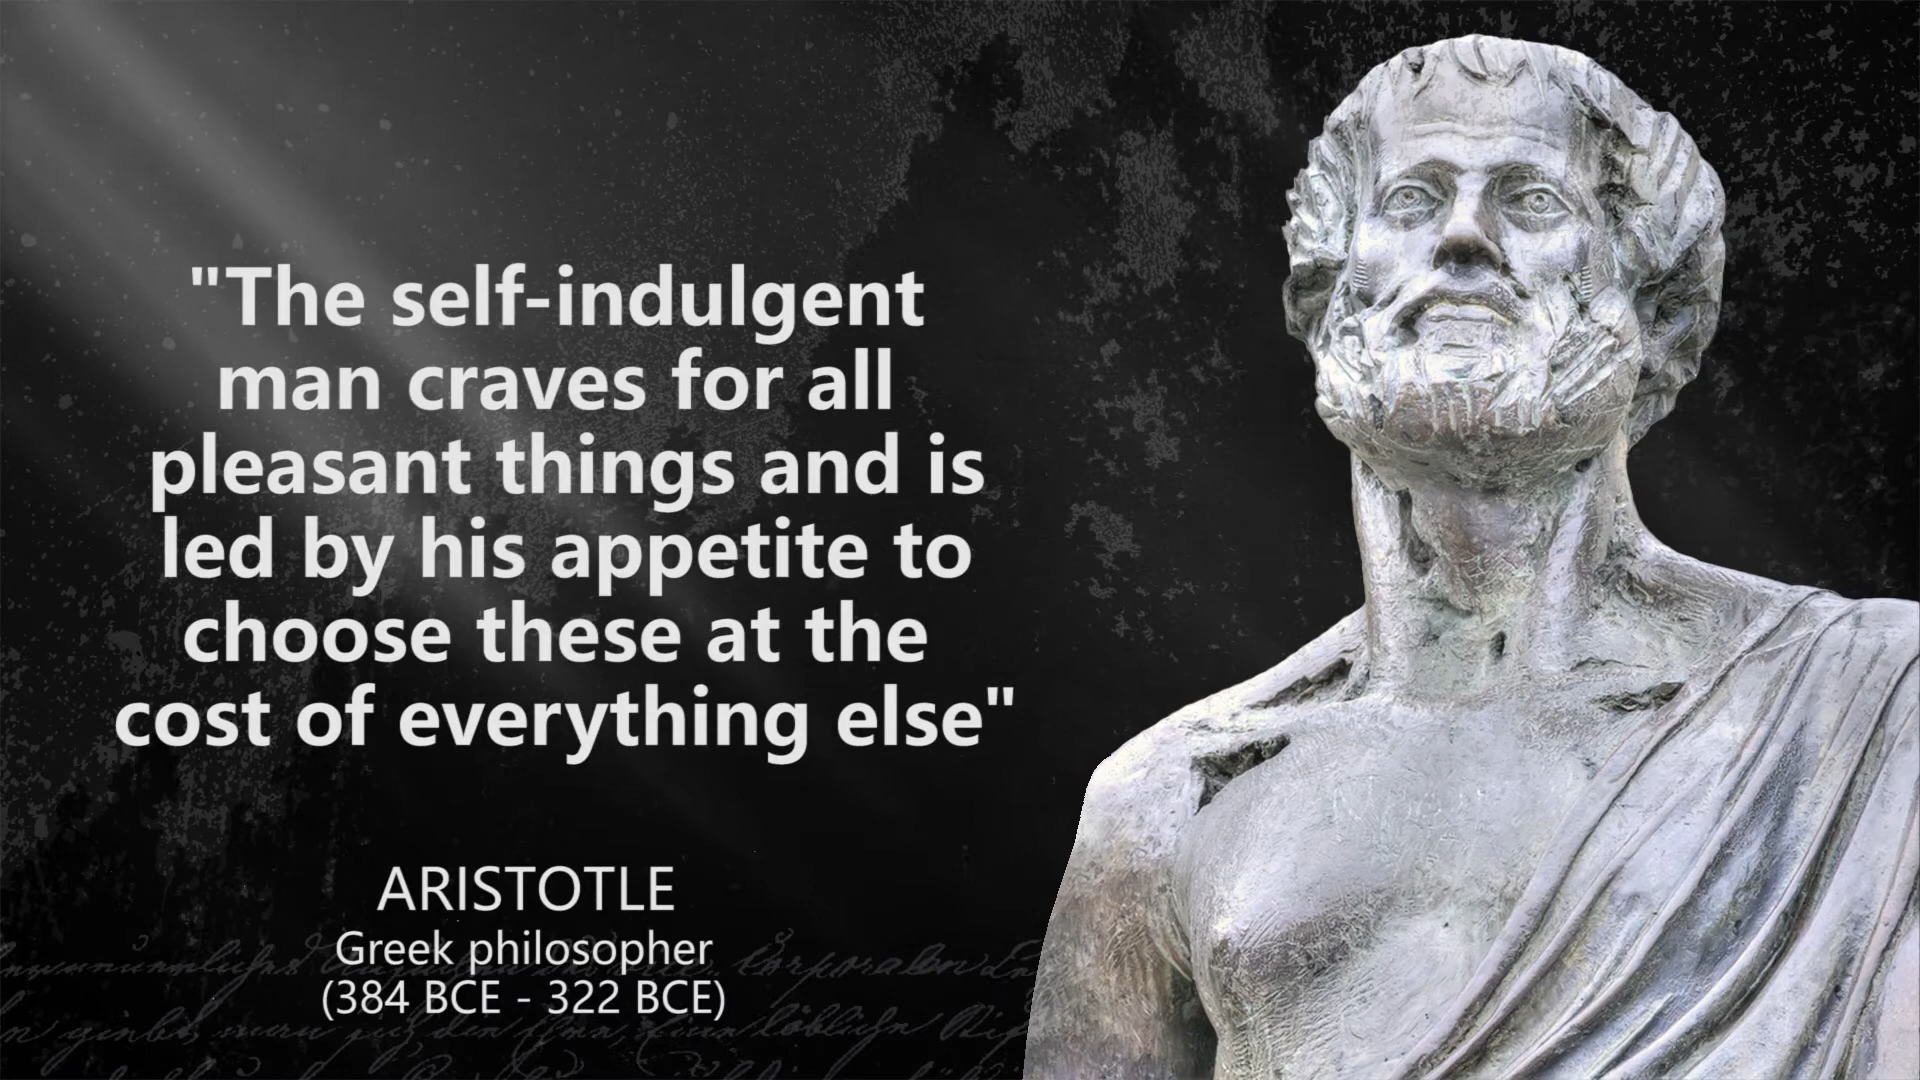 "The self-indulgent
man craves for all
pleasant things and is
led by his appetite to
choose these at the
cost of everything else"
ARISTOTLE
Greek philosopher
(384 BCE - 322 BCE)